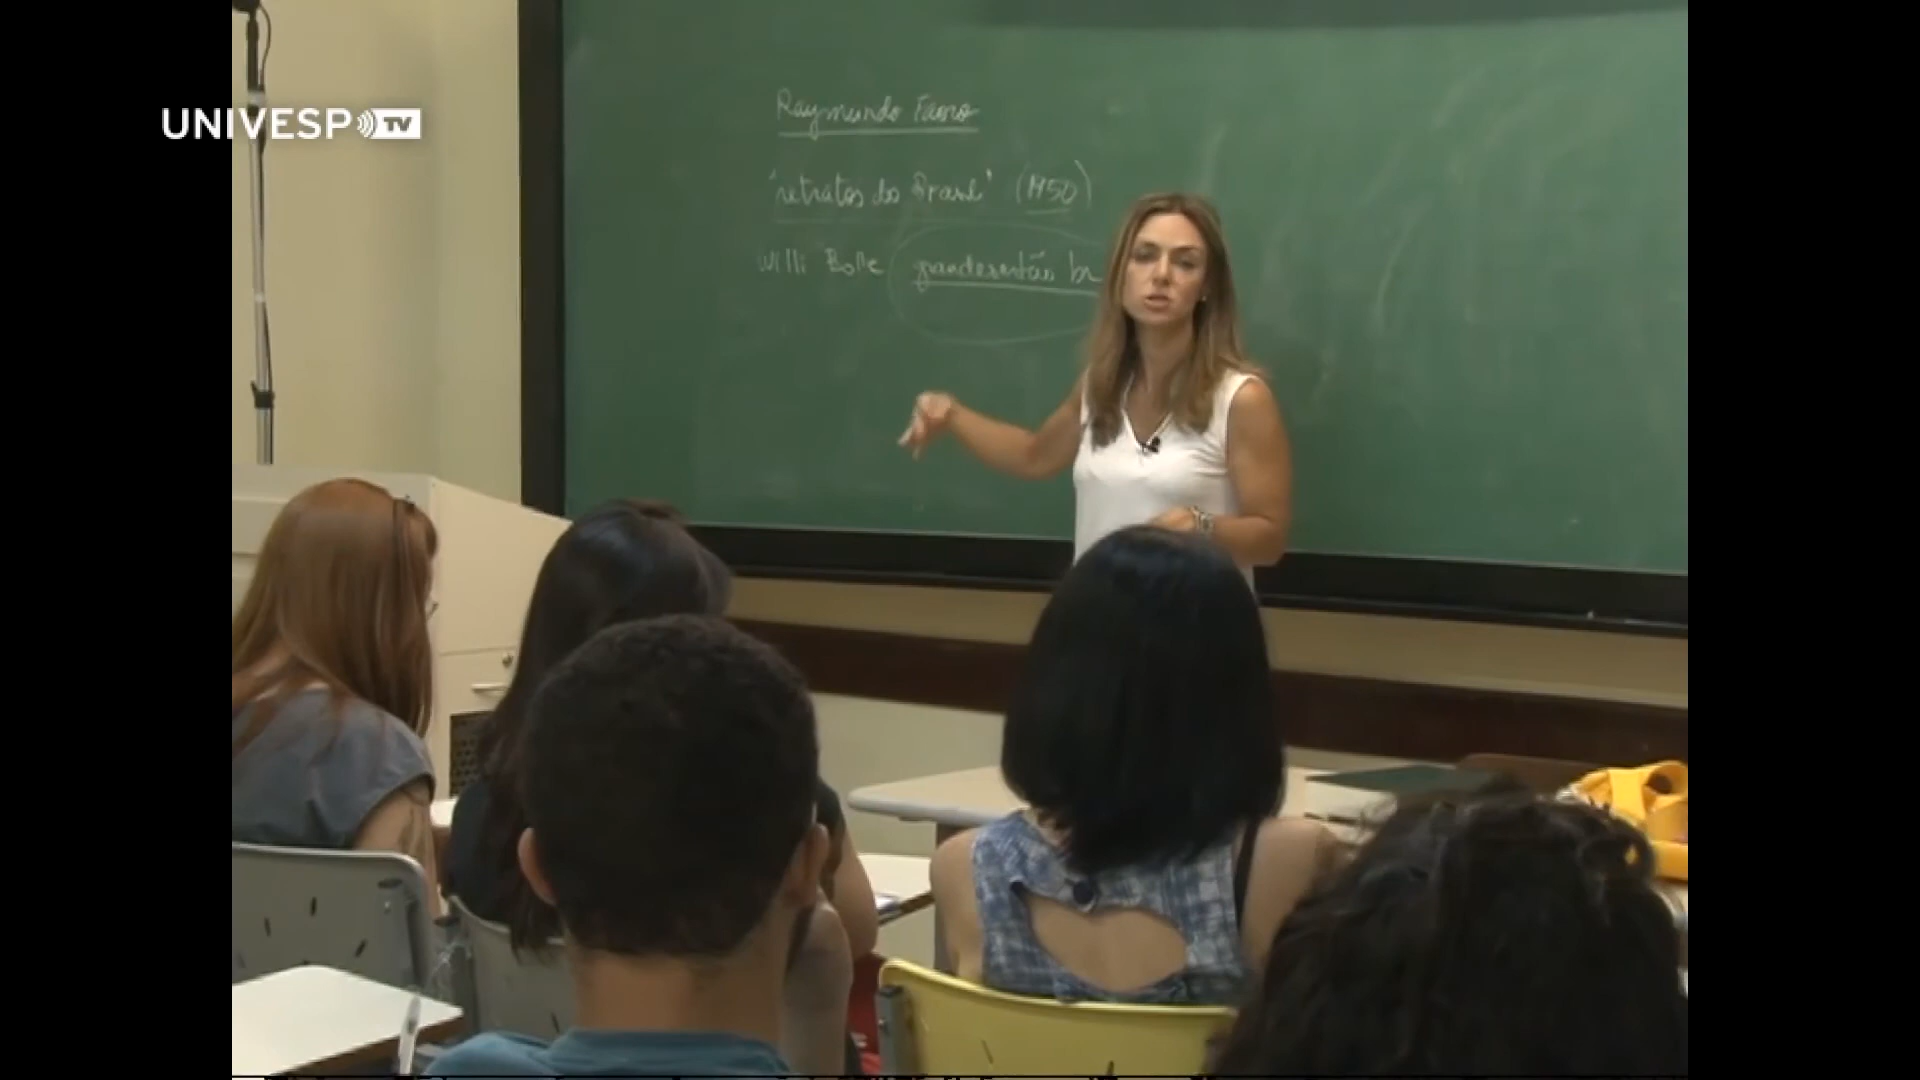 UNIVESP TV
Raymundo Faoro
'retratos do Brasil' (1950)
Willi Bolle grandesertão br